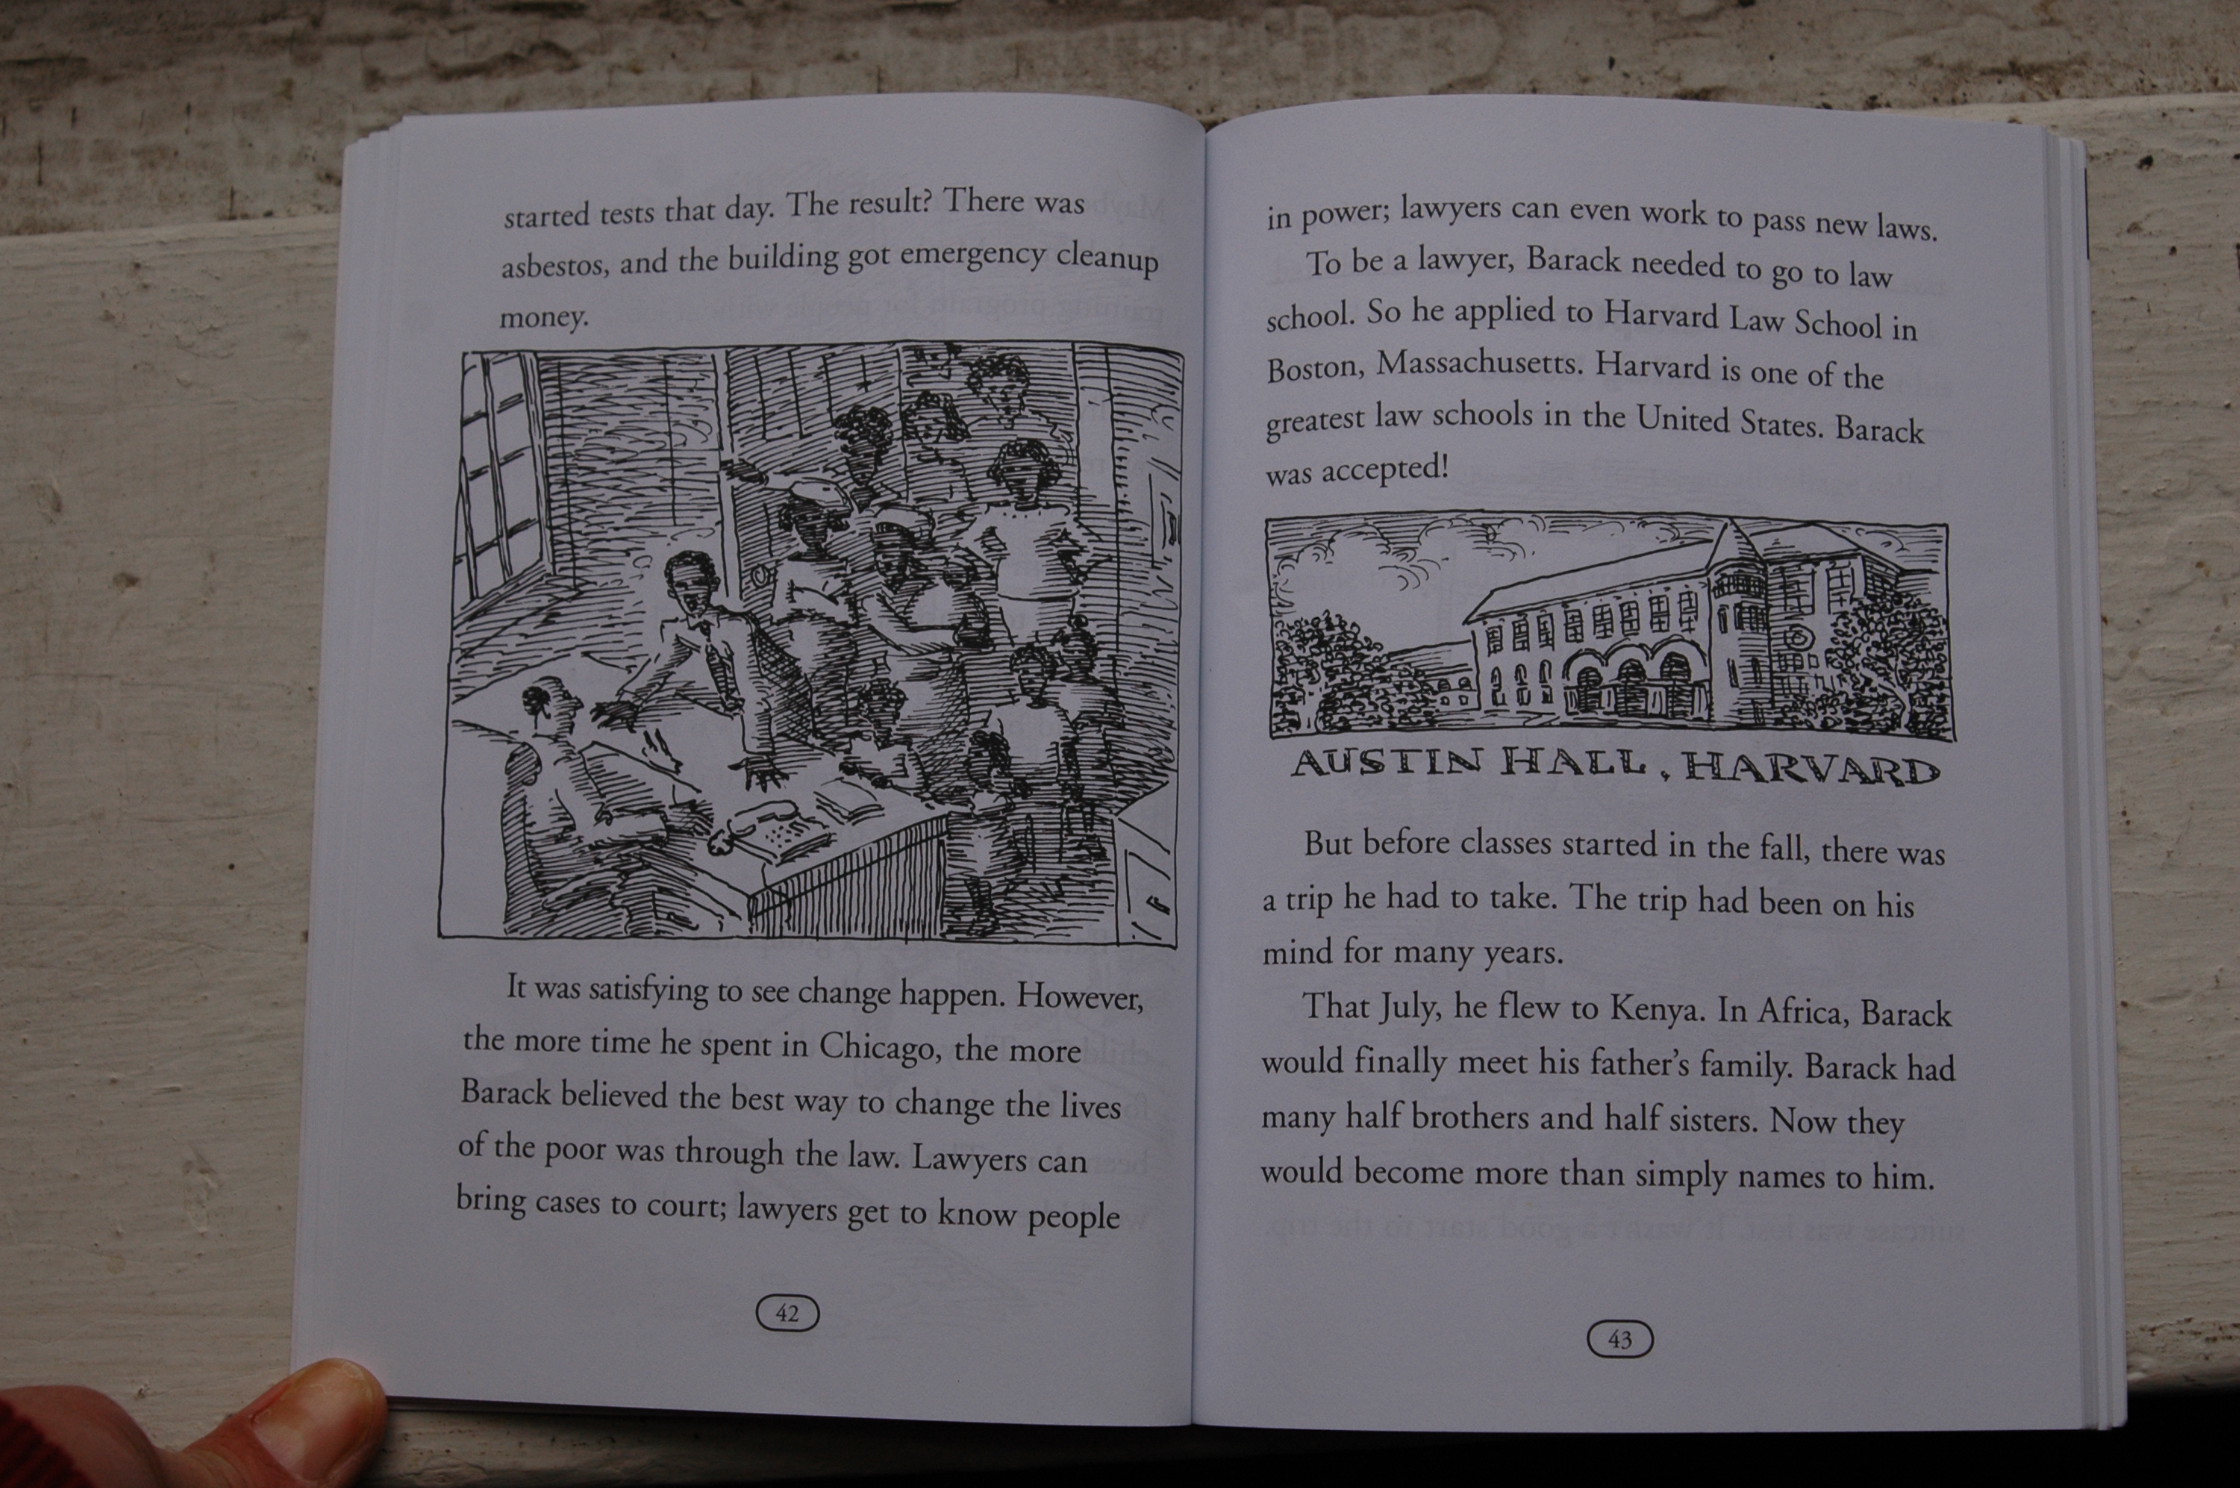 started tests that day. The result? There was
asbestos, and the building got emergency cleanup
money.
It was satisfying to see change happen. However,
the more time he spent in Chicago, the more
Barack believed the best way to change the lives
of the poor was through the law. Lawyers can
bring cases to court; lawyers get to know people
42
in power; lawyers can even work to pass new laws.
To be a lawyer, Barack needed to go to law
school. So he applied to Harvard Law School in
Boston, Massachusetts. Harvard is one of the
greatest law schools in the United States. Barack
was accepted!
AUSTIN HALL, HARVARD
But before classes started in the fall, there was
a trip he had to take. The trip had been on his
mind for many years.
That July, he flew to Kenya. In Africa, Barack
would finally meet his father's family. Barack had
many half brothers and half sisters. Now they
would become more than simply names to him.
43